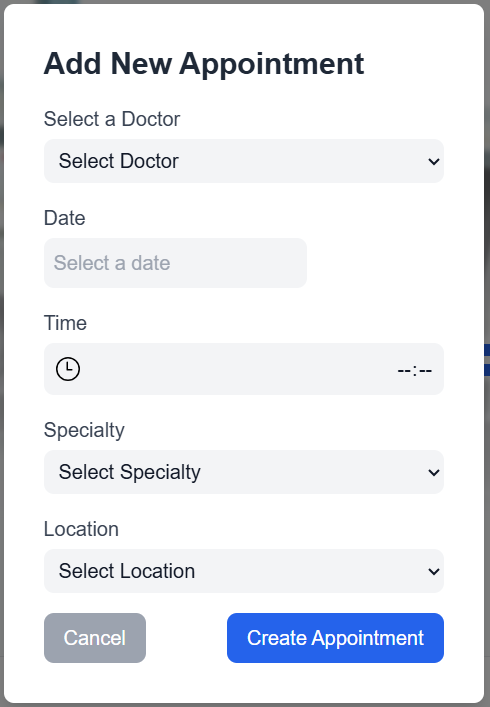 Add New Appointment
Select a Doctor
Select Doctor
Date
Select a date
Time
--:--
Specialty
Select Specialty
Location
Select Location
Cancel
Create Appointment